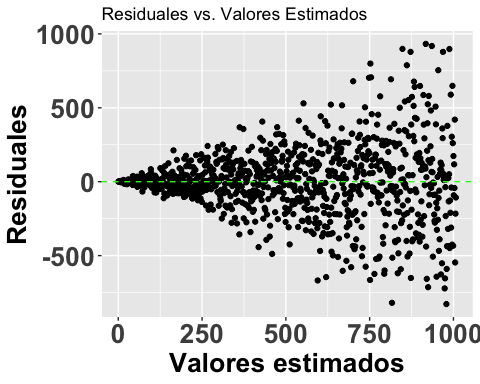 Residuales vs. Valores Estimados
1000
500
0
-500
Residuales
0 250 500 750 1000
Valores estimados